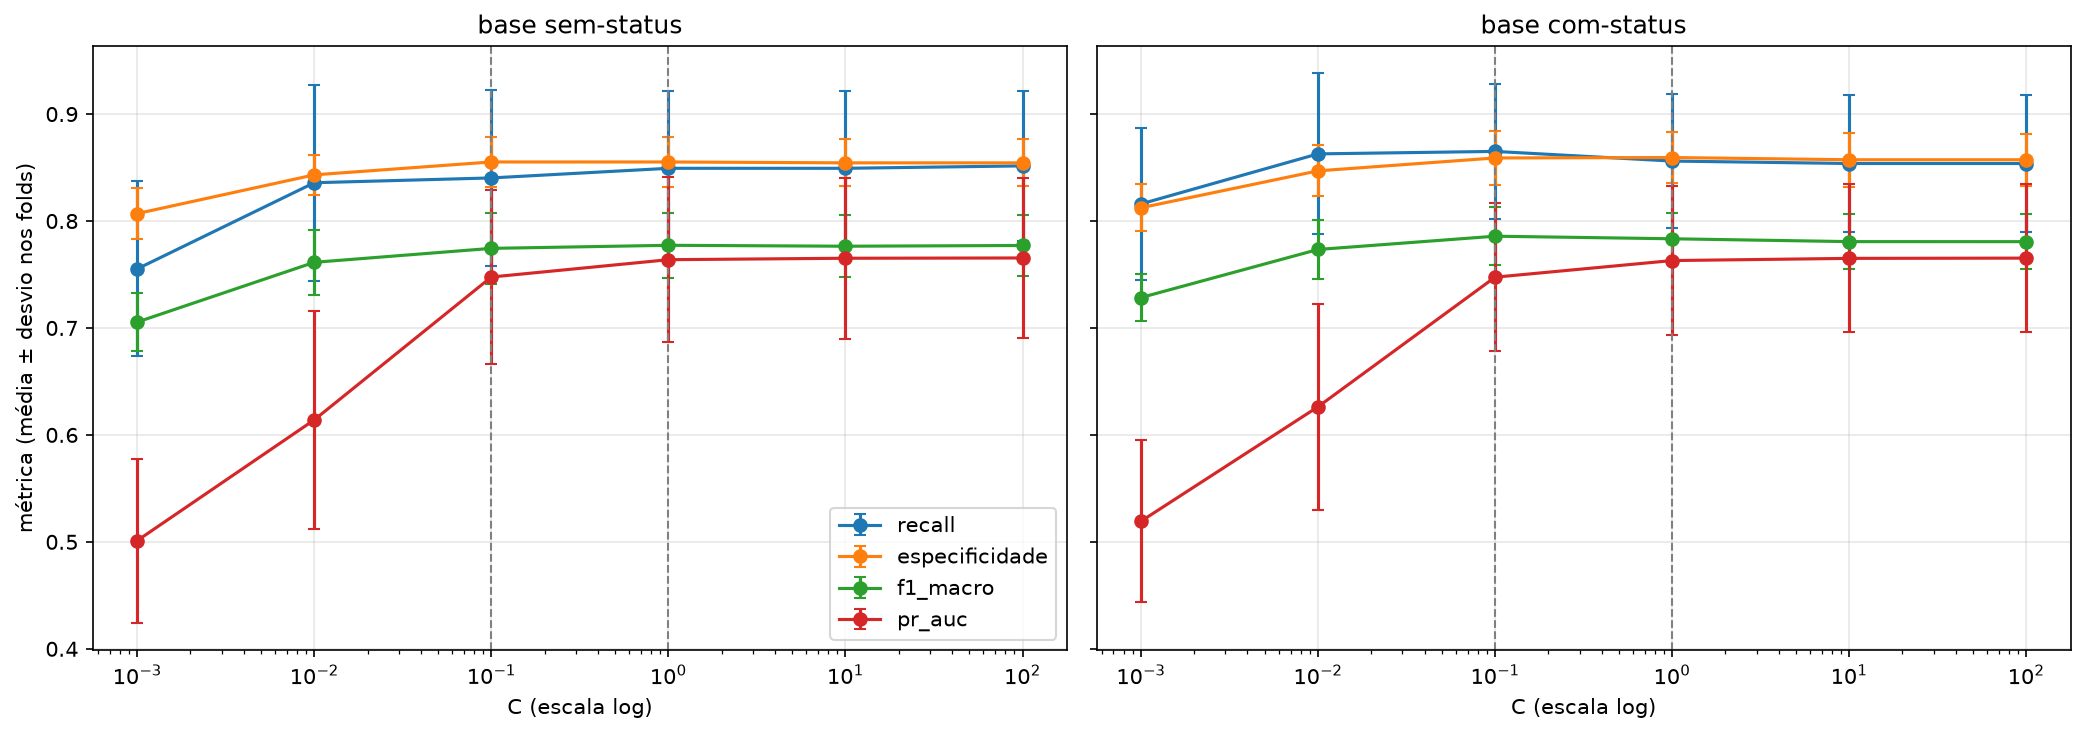 base sem-status
base com-status
métrica (média ± desvio nos folds)
0.9
0.8
0.7
0.6
0.5
0.4
recall
especificidade
f1_macro
pr_auc
10⁻³ 10⁻² 10⁻¹ 10⁰ 10¹ 10²
10⁻³ 10⁻² 10⁻¹ 10⁰ 10¹ 10²
C (escala log)
C (escala log)